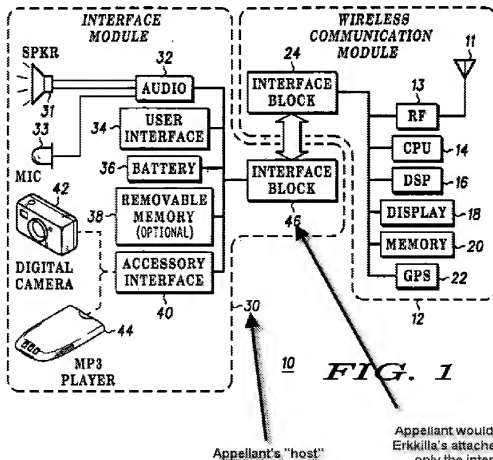 INTERFACE
MODULE
WIRELESS
COMMUNICATION
MODULE
SPKR
31
32
AUDIO
33
MIC
34
USER
INTERFACE
36
BATTERY
38
REMOVABLE
MEMORY
(OPTIONAL)
42
DIGITAL
CAMERA
ACCESSORY
INTERFACE
40
44
MP3
PLAYER
30
24
INTERFACE
BLOCK
INTERFACE
BLOCK
46
11
13
RF
CPU
14
DSP
16
DISPLAY
18
MEMORY
20
GPS
22
12
10
FIG. 1
Appellant's "host"
Appellant would
Erkkilla's attache
only the inter